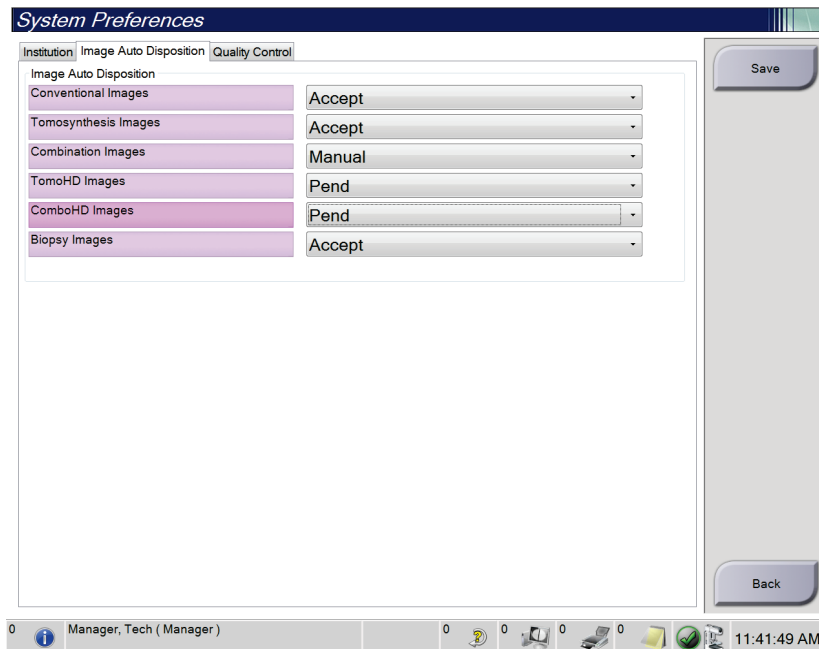 System Preferences
Institution Image Auto Disposition Quality Control
Save
Image Auto Disposition
Conventional Images Accept
Tomosynthesis Images Accept
Combination Images Manual
TomoHD Images Pend
ComboHD Images Pend
Biopsy Images Accept
Back
0 Manager, Tech ( Manager ) 0 0 0 0 11:41:49 AM